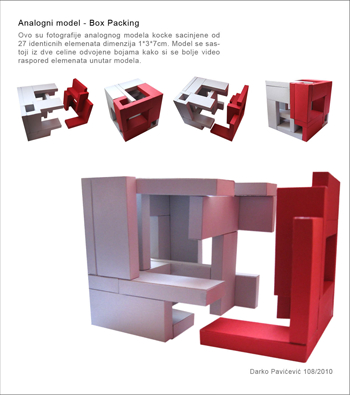 Analogni model - Box Packing
Ovo su fotografije analognog modela kocke sacinjene od
27 identicnih elemenata dimenzija 1*3*7cm. Model se sas-
toji iz dve celine odvojene bojama kako si se bolje video
raspored elemenata unutar modela.
Darko Pavičević 108/2010